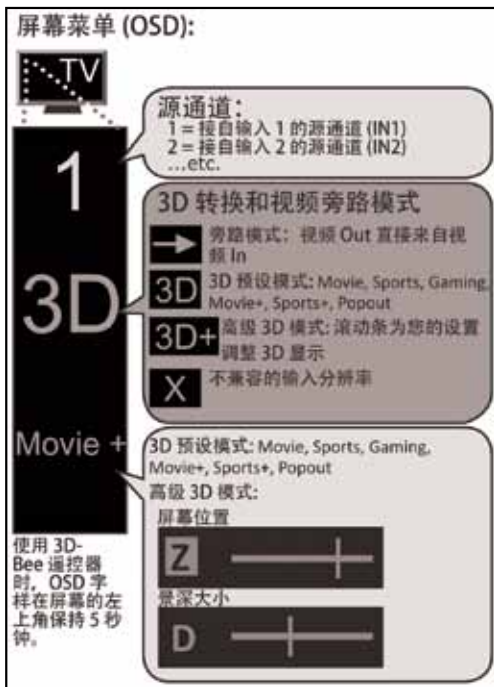 屏幕菜单 (OSD):
TV
1
3D
Movie +
源通道：
1 = 接自输入 1 的源通道 (IN1)
2 = 接自输入 2 的源通道 (IN2)
...etc.
3D 转换和视频旁路模式
旁路模式：视频 Out 直接来自视
频 In
3D
3D 预设模式: Movie, Sports, Gaming,
Movie+, Sports+, Popout
3D+
高级 3D 模式: 滚动条为您的设置
调整 3D 显示
X
不兼容的输入分辨率
3D 预设模式: Movie, Sports, Gaming,
Movie+, Sports+, Popout
高级 3D 模式:
屏幕位置
Z
景深大小
D
使用 3D-
Bee 遥控器
时，OSD 字
样在屏幕的左
上角保持 5 秒
钟。